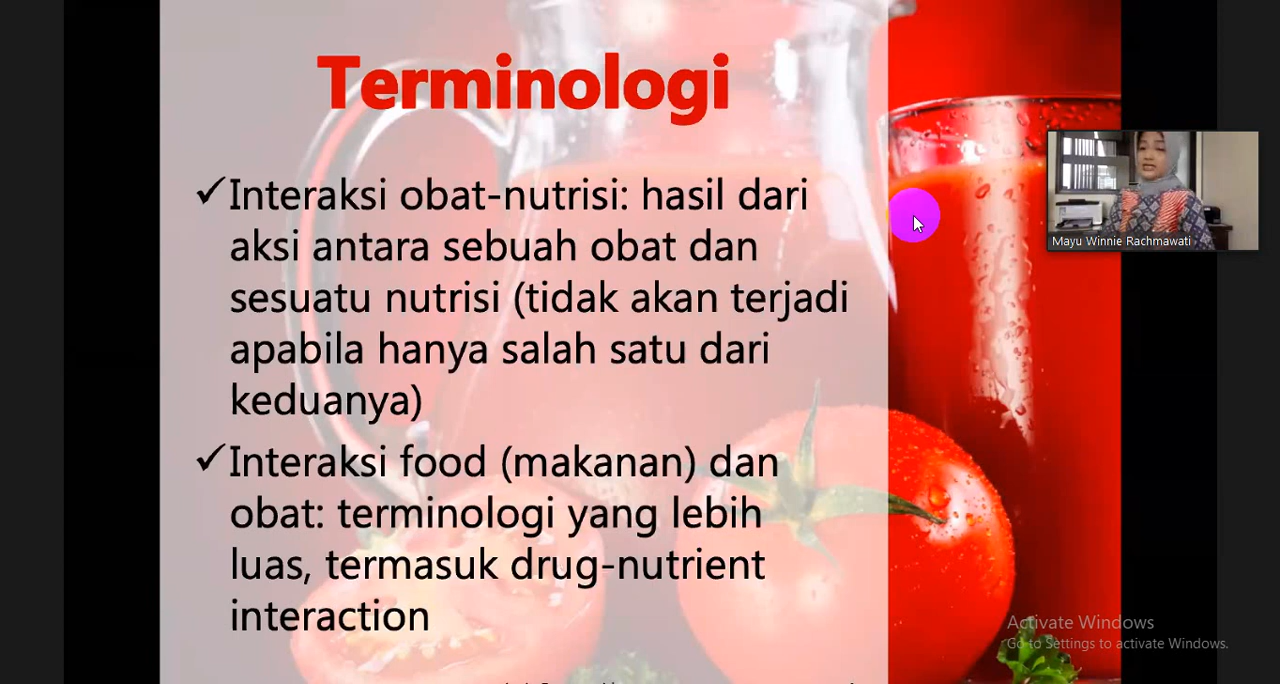 Terminologi
✓Interaksi obat-nutrisi: hasil dari
aksi antara sebuah obat dan
sesuatu nutrisi (tidak akan terjadi
apabila hanya salah satu dari
keduanya)
✓Interaksi food (makanan) dan
obat: terminologi yang lebih
luas, termasuk drug-nutrient
interaction
Mayu Winnie Rachmawati
Activate Windows
Go to Settings to activate Windows.